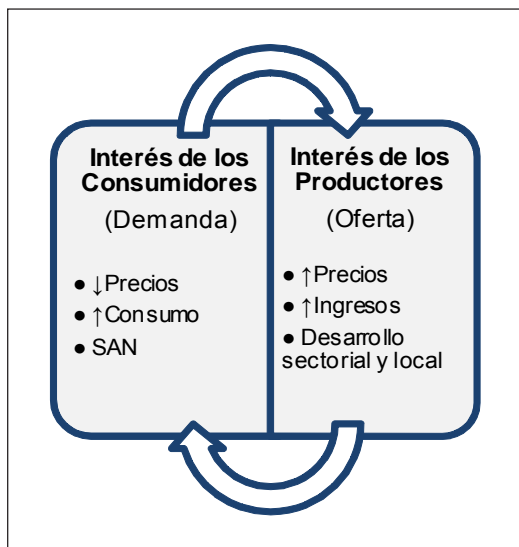 Interés de los
Consumidores
(Demanda)
● ↓Precios
● ↑Consumo
● SAN
Interés de los
Productores
(Oferta)
● ↑Precios
● ↑Ingresos
● Desarrollo
sectorial y local